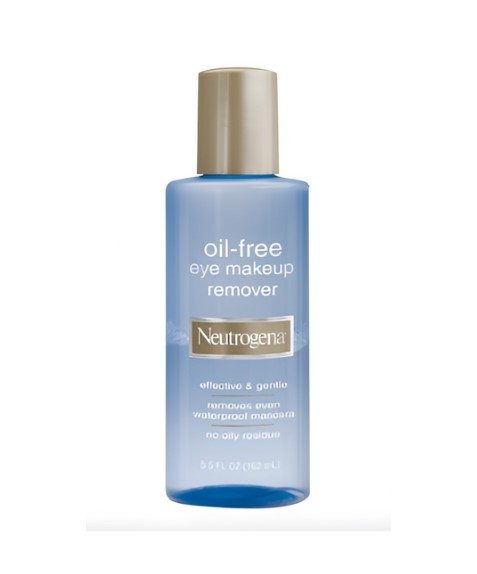 oil-free
eye makeup
remover
Neutrogena
effective & gentle
removes even
waterproof mascara
no oily residue
5.5 FL OZ (162 mL)